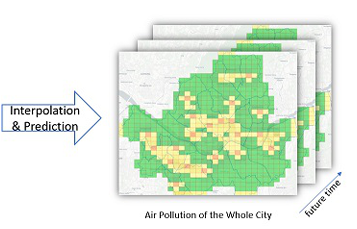 Interpolation
& Prediction
Air Pollution of the Whole City
future time